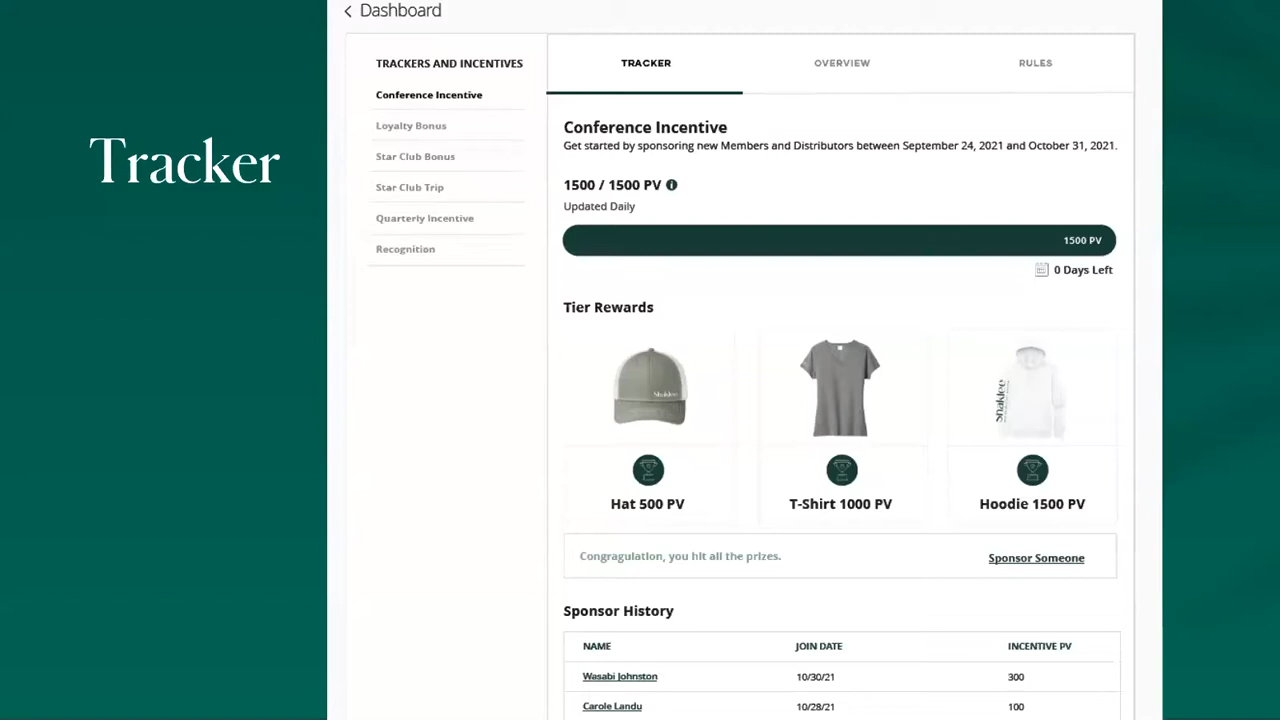 Tracker
Dashboard
TRACKERS AND INCENTIVES
Conference Incentive
Loyalty Bonus
Star Club Bonus
Star Club Trip
Quarterly Incentive
Recognition
TRACKER
OVERVIEW
RULES
Conference Incentive
Get started by sponsoring new Members and Distributors between September 24, 2021 and October 31, 2021.
1500 / 1500 PV
Updated Daily
1500 PV
0 Days Left
Tier Rewards
Shaklee
Shaklee
Hat 500 PV
T-Shirt 1000 PV
Hoodie 1500 PV
Congragulation, you hit all the prizes.
Sponsor Someone
Sponsor History
NAME JOIN DATE INCENTIVE PV
Wasabi Johnston 10/30/21 300
Carole Landu 10/28/21 100